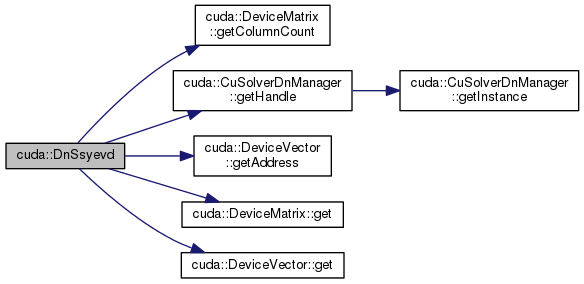 cuda::DnSsyevd
cuda::DeviceMatrix
::getColumnCount
cuda::CuSolverDnManager
::getHandle
cuda::CuSolverDnManager
::getInstance
cuda::DeviceVector
::getAddress
cuda::DeviceMatrix::get
cuda::DeviceVector::get